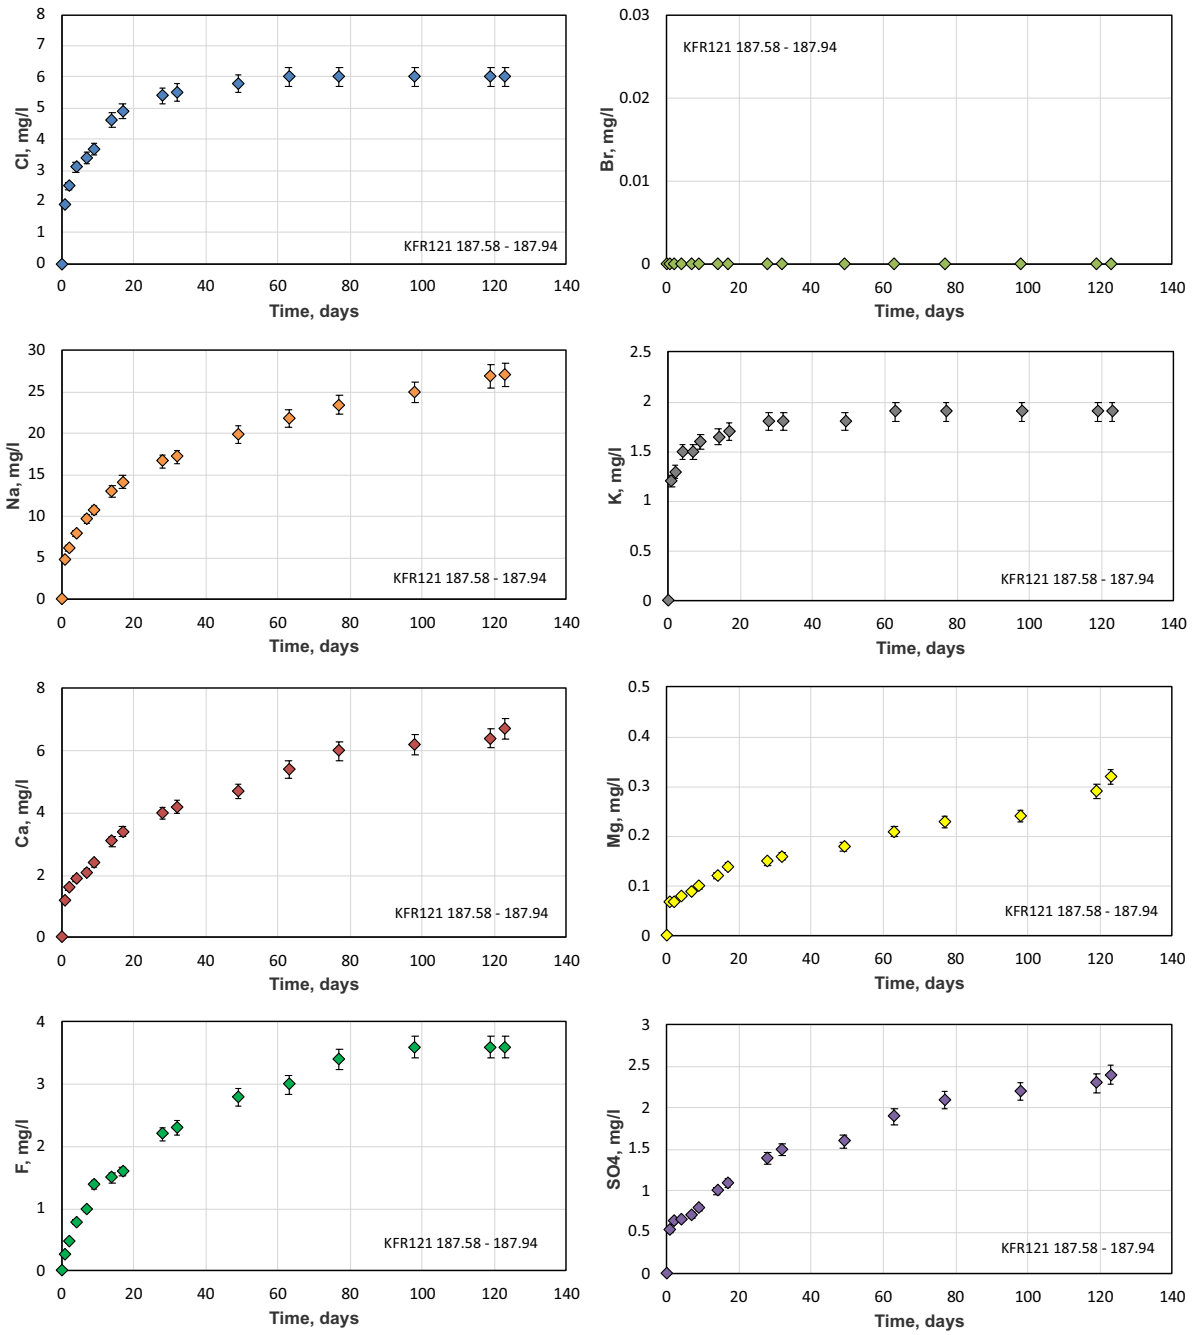 8
7
6
5
4
3
2
1
0
Cl, mg/l
KFR121 187.58 - 187.94
0 20 40 60 80 100 120 140
Time, days
0.03
0.02
0.01
0
Br, mg/l
KFR121 187.58 - 187.94
0 20 40 60 80 100 120 140
Time, days
30
25
20
15
10
5
0
Na, mg/l
KFR121 187.58 - 187.94
0 20 40 60 80 100 120 140
Time, days
2.5
2
1.5
1
0.5
0
K, mg/l
KFR121 187.58 - 187.94
0 20 40 60 80 100 120 140
Time, days
8
6
4
2
0
Ca, mg/l
KFR121 187.58 - 187.94
0 20 40 60 80 100 120 140
Time, days
0.5
0.4
0.3
0.2
0.1
0
Mg, mg/l
KFR121 187.58 - 187.94
0 20 40 60 80 100 120 140
Time, days
4
3
2
1
0
F, mg/l
KFR121 187.58 - 187.94
0 20 40 60 80 100 120 140
Time, days
3
2.5
2
1.5
1
0.5
0
SO4, mg/l
KFR121 187.58 - 187.94
0 20 40 60 80 100 120 140
Time, days